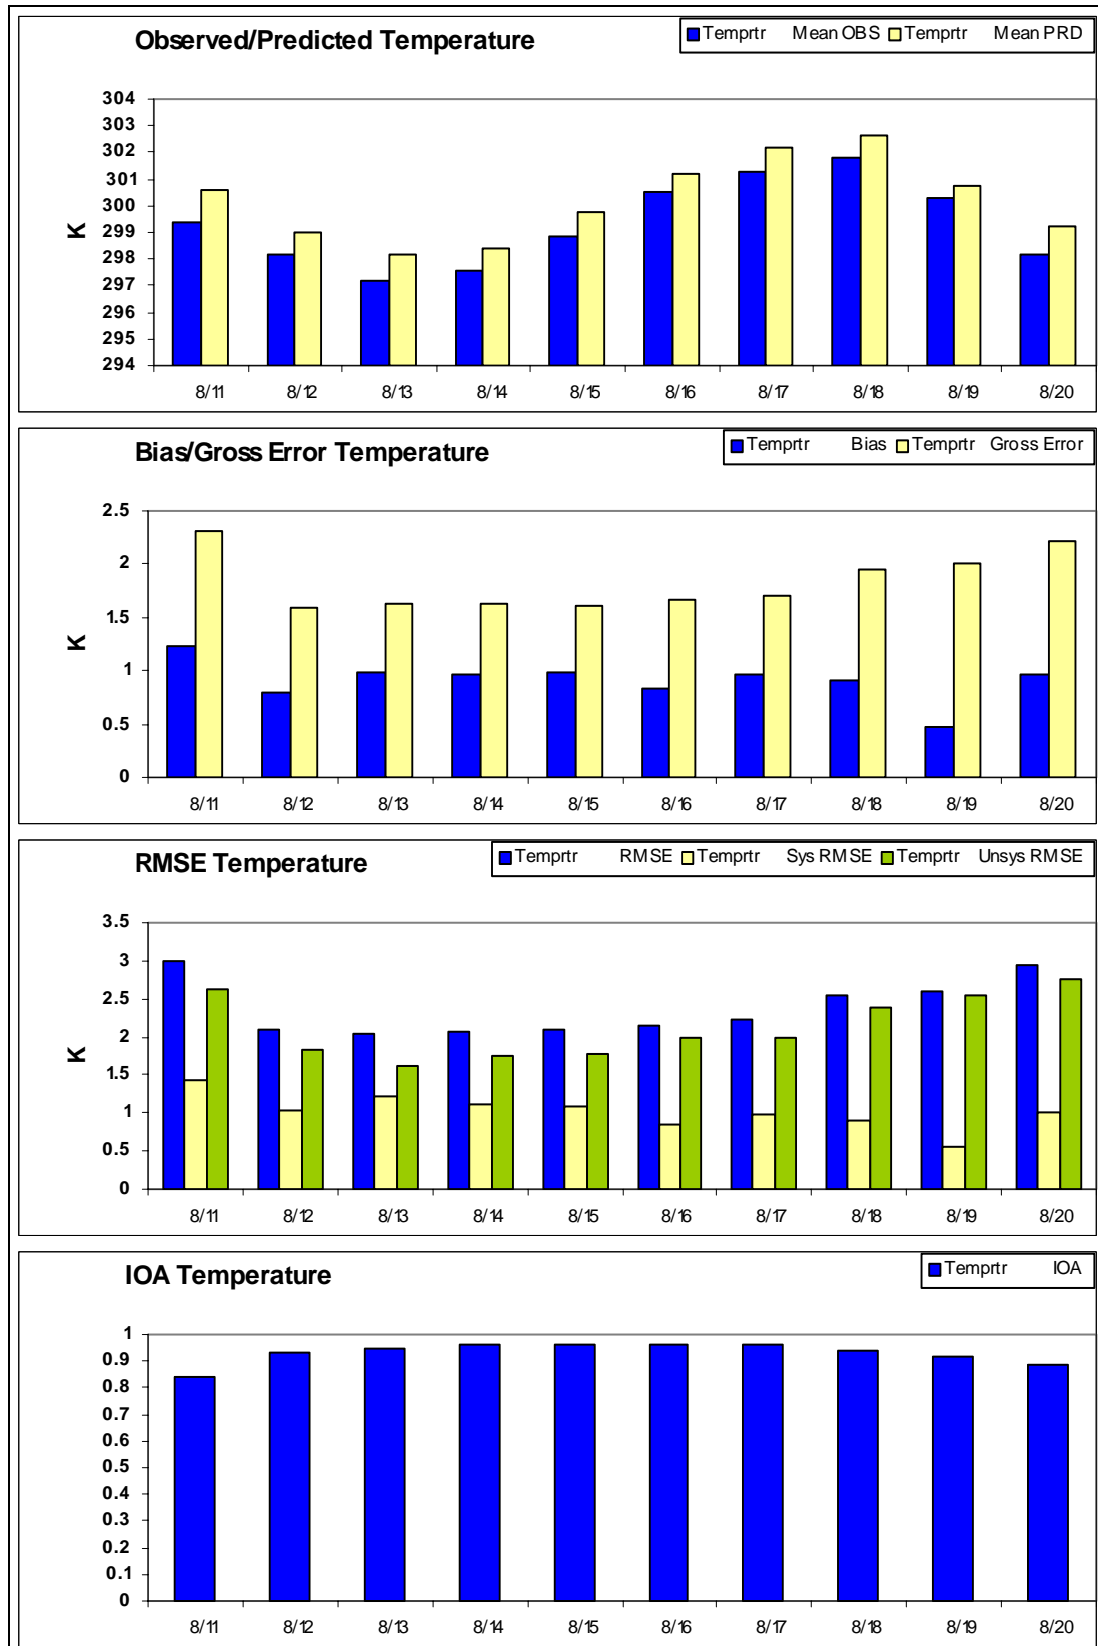 Observed/Predicted Temperature
Temprtr Mean OBS Temprtr Mean PRD
304
303
302
301
300
299
298
297
296
295
294
K
8/11 8/12 8/13 8/14 8/15 8/16 8/17 8/18 8/19 8/20
Bias/Gross Error Temperature
Temprtr Bias Temprtr Gross Error
2.5
2
1.5
1
0.5
0
K
8/11 8/12 8/13 8/14 8/15 8/16 8/17 8/18 8/19 8/20
RMSE Temperature
Temprtr RMSE Temprtr Sys RMSE Temprtr Unsys RMSE
3.5
3
2.5
2
1.5
1
0.5
0
K
8/11 8/12 8/13 8/14 8/15 8/16 8/17 8/18 8/19 8/20
IOA Temperature
Temprtr IOA
1
0.9
0.8
0.7
0.6
0.5
0.4
0.3
0.2
0.1
0
8/11 8/12 8/13 8/14 8/15 8/16 8/17 8/18 8/19 8/20